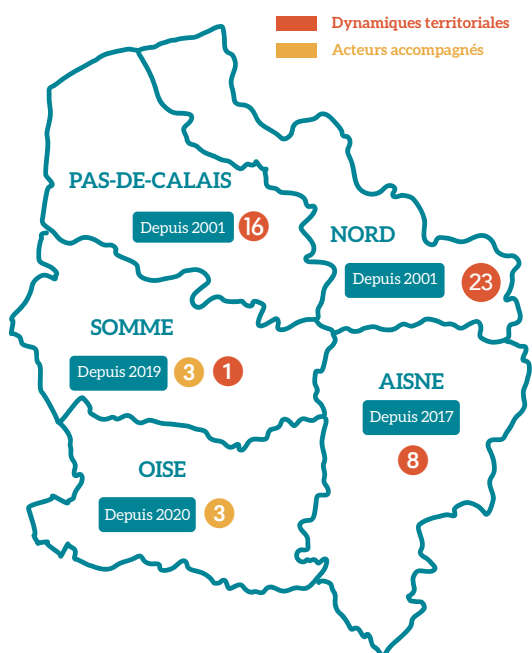 Dynamiques territoriales
Acteurs accompagnés
PAS-DE-CALAIS
Depuis 2001
16
NORD
Depuis 2001
23
SOMME
Depuis 2019
3
1
AISNE
Depuis 2017
8
OISE
Depuis 2020
3